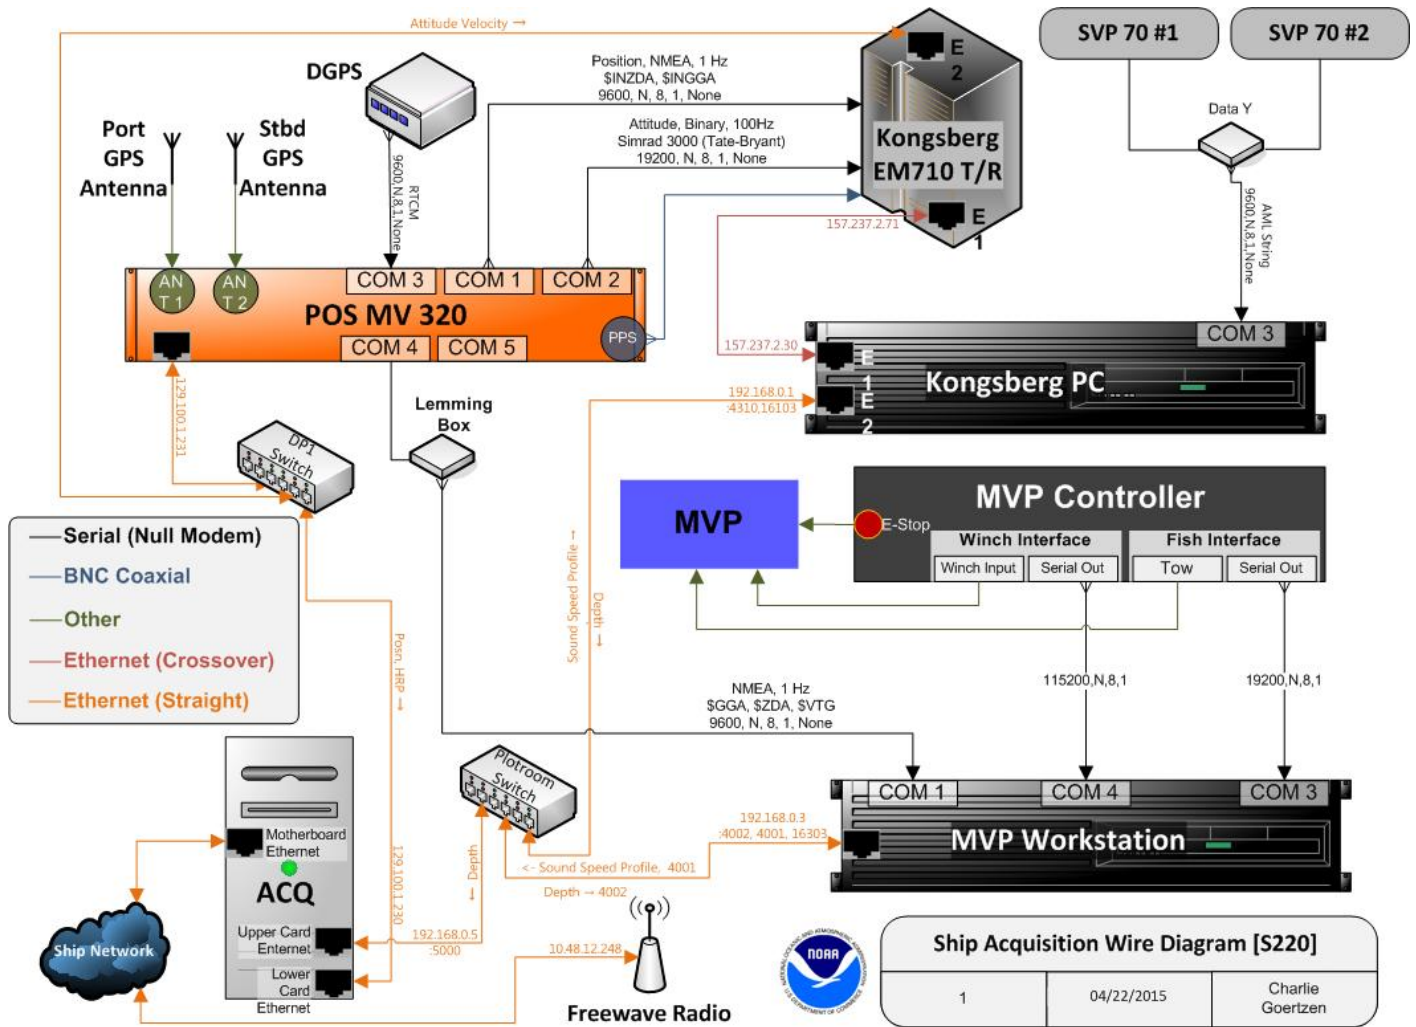 Attitude Velocity →
SVP 70 #1
SVP 70 #2
DGPS
Position, NMEA, 1 Hz
$INZDA, $INGGA
9600, N, 8, 1, None
E
2
Data Y
Port
GPS
Antenna
Stbd
GPS
Antenna
Attitude, Binary, 100Hz
Simrad 3000 (Tate-Bryant)
19200, N, 8, 1, None
Kongsberg
EM710 T/R
RTCM
9600,N,8,1,None
157.237.2.71
E
1
AML String
9600,N,8,1,None
AN
T 1
AN
T 2
COM 3
COM 1
COM 2
POS MV 320
PPS
COM 4
COM 5
COM 3
157.237.2.30
E
1
Kongsberg PC
192.168.0.1
:4310,16103
E
2
129.100.1.231
Lemming
Box
DP1
Switch
MVP
MVP Controller
E-Stop
Winch Interface
Fish Interface
Winch Input
Serial Out
Tow
Serial Out
Serial (Null Modem)
BNC Coaxial
Other
Ethernet (Crossover)
Ethernet (Straight)
Sound Speed Profile →
Depth →
Posn, HRP →
115200,N,8,1
19200,N,8,1
NMEA, 1 Hz
$GGA, $ZDA, $VTG
9600, N, 8, 1, None
Plotroom
Switch
COM 1
COM 4
COM 3
192.168.0.3
:4002, 4001, 16303
MVP Workstation
Motherboard
Ethernet
ACQ
129.100.1.230
← Depth
<- Sound Speed Profile, 4001
Depth → 4002
Upper Card
Enternet
192.168.0.5
:5000
Lower
Card
Ethernet
Ship Network
10.48.12.248
Freewave Radio
NOAA
NATIONAL OCEANIC AND ATMOSPHERIC ADMINISTRATION
U.S. DEPARTMENT OF COMMERCE
Ship Acquisition Wire Diagram [S220]
1
04/22/2015
Charlie
Goertzen